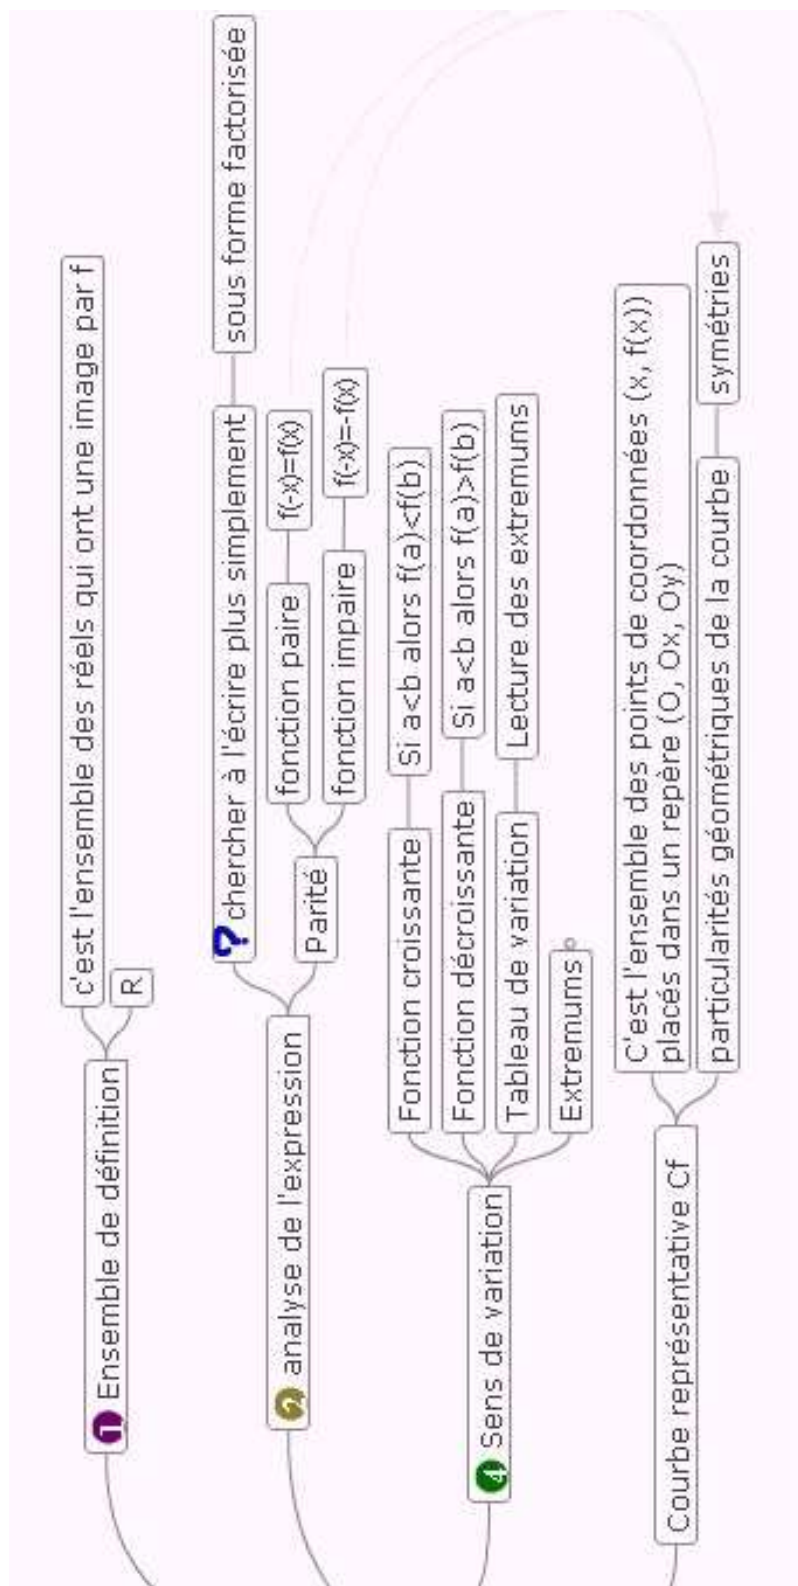 1 Ensemble de définition
c'est l'ensemble des réels qui ont une image par f
R
2 analyse de l'expression
? chercher à l'écrire plus simplement
sous forme factorisée
Parité
fonction paire
f(-x)=f(x)
fonction impaire
f(-x)=-f(x)
4 Sens de variation
Fonction croissante
Si a<b alors f(a)<f(b)
Fonction décroissante
Si a<b alors f(a)>f(b)
Tableau de variation
Lecture des extremums
Extremums
Courbe représentative Cf
C'est l'ensemble des points de coordonnées (x, f(x))
placés dans un repère (O, Ox, Oy)
particularités géométriques de la courbe
symétries